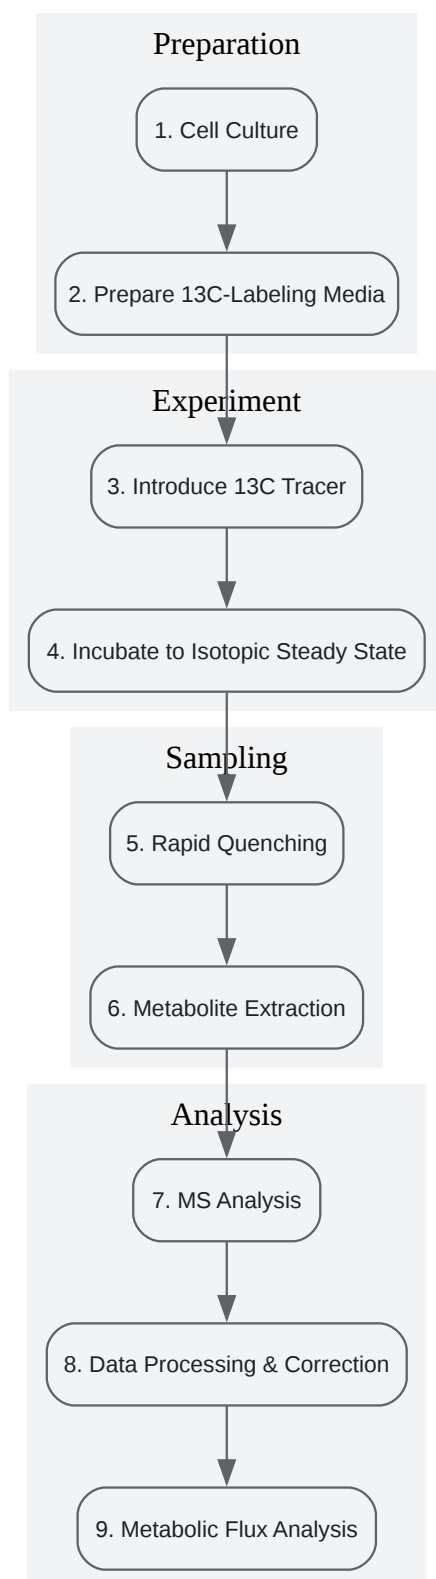 Preparation
1. Cell Culture
2. Prepare 13C-Labeling Media
Experiment
3. Introduce 13C Tracer
4. Incubate to Isotopic Steady State
Sampling
5. Rapid Quenching
6. Metabolite Extraction
Analysis
7. MS Analysis
8. Data Processing & Correction
9. Metabolic Flux Analysis